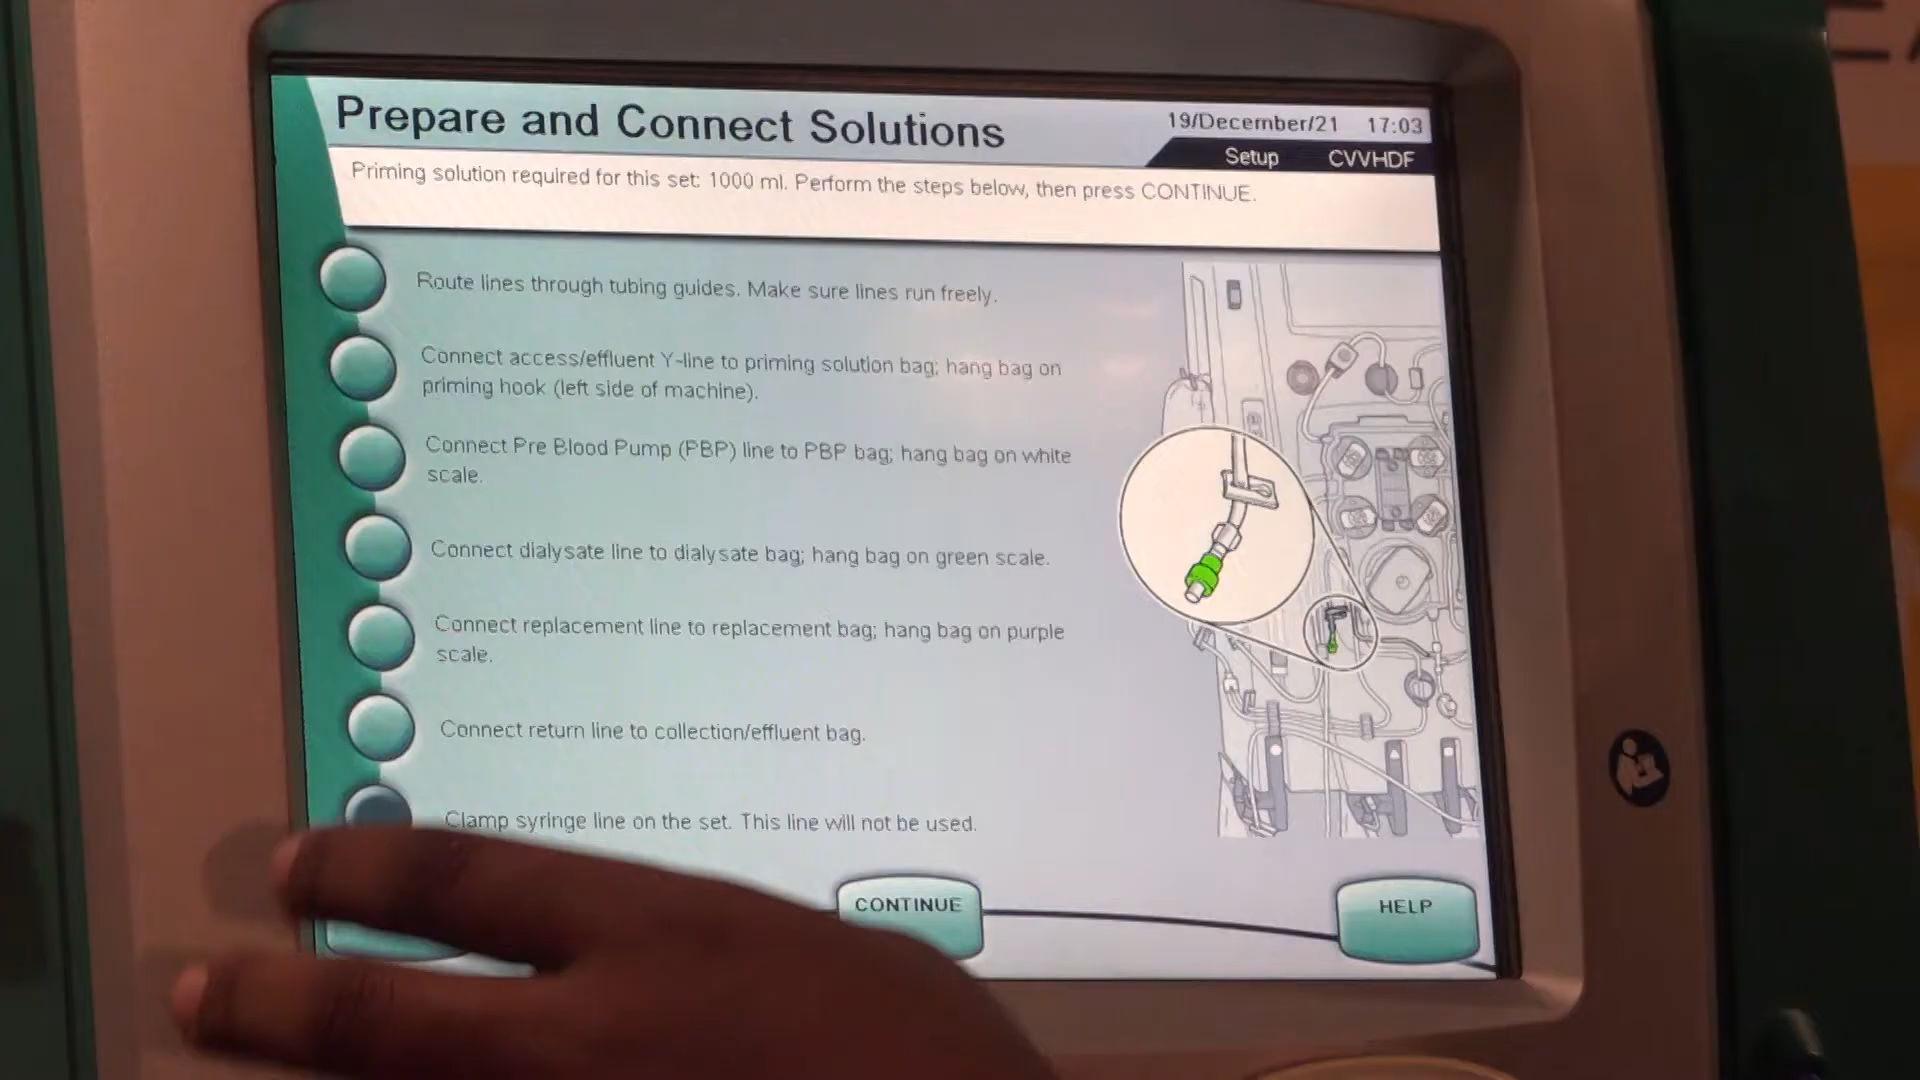 Prepare and Connect Solutions
19/December/21 17:03
Setup CVVHDF
Priming solution required for this set: 1000 ml. Perform the steps below, then press CONTINUE.
Route lines through tubing guides. Make sure lines run freely.
Connect access/effluent Y-line to priming solution bag; hang bag on
priming hook (left side of machine).
Connect Pre Blood Pump (PBP) line to PBP bag; hang bag on white
scale.
Connect dialysate line to dialysate bag; hang bag on green scale.
Connect replacement line to replacement bag; hang bag on purple
scale.
Connect return line to collection/effluent bag.
Clamp syringe line on the set. This line will not be used.
CONTINUE
HELP